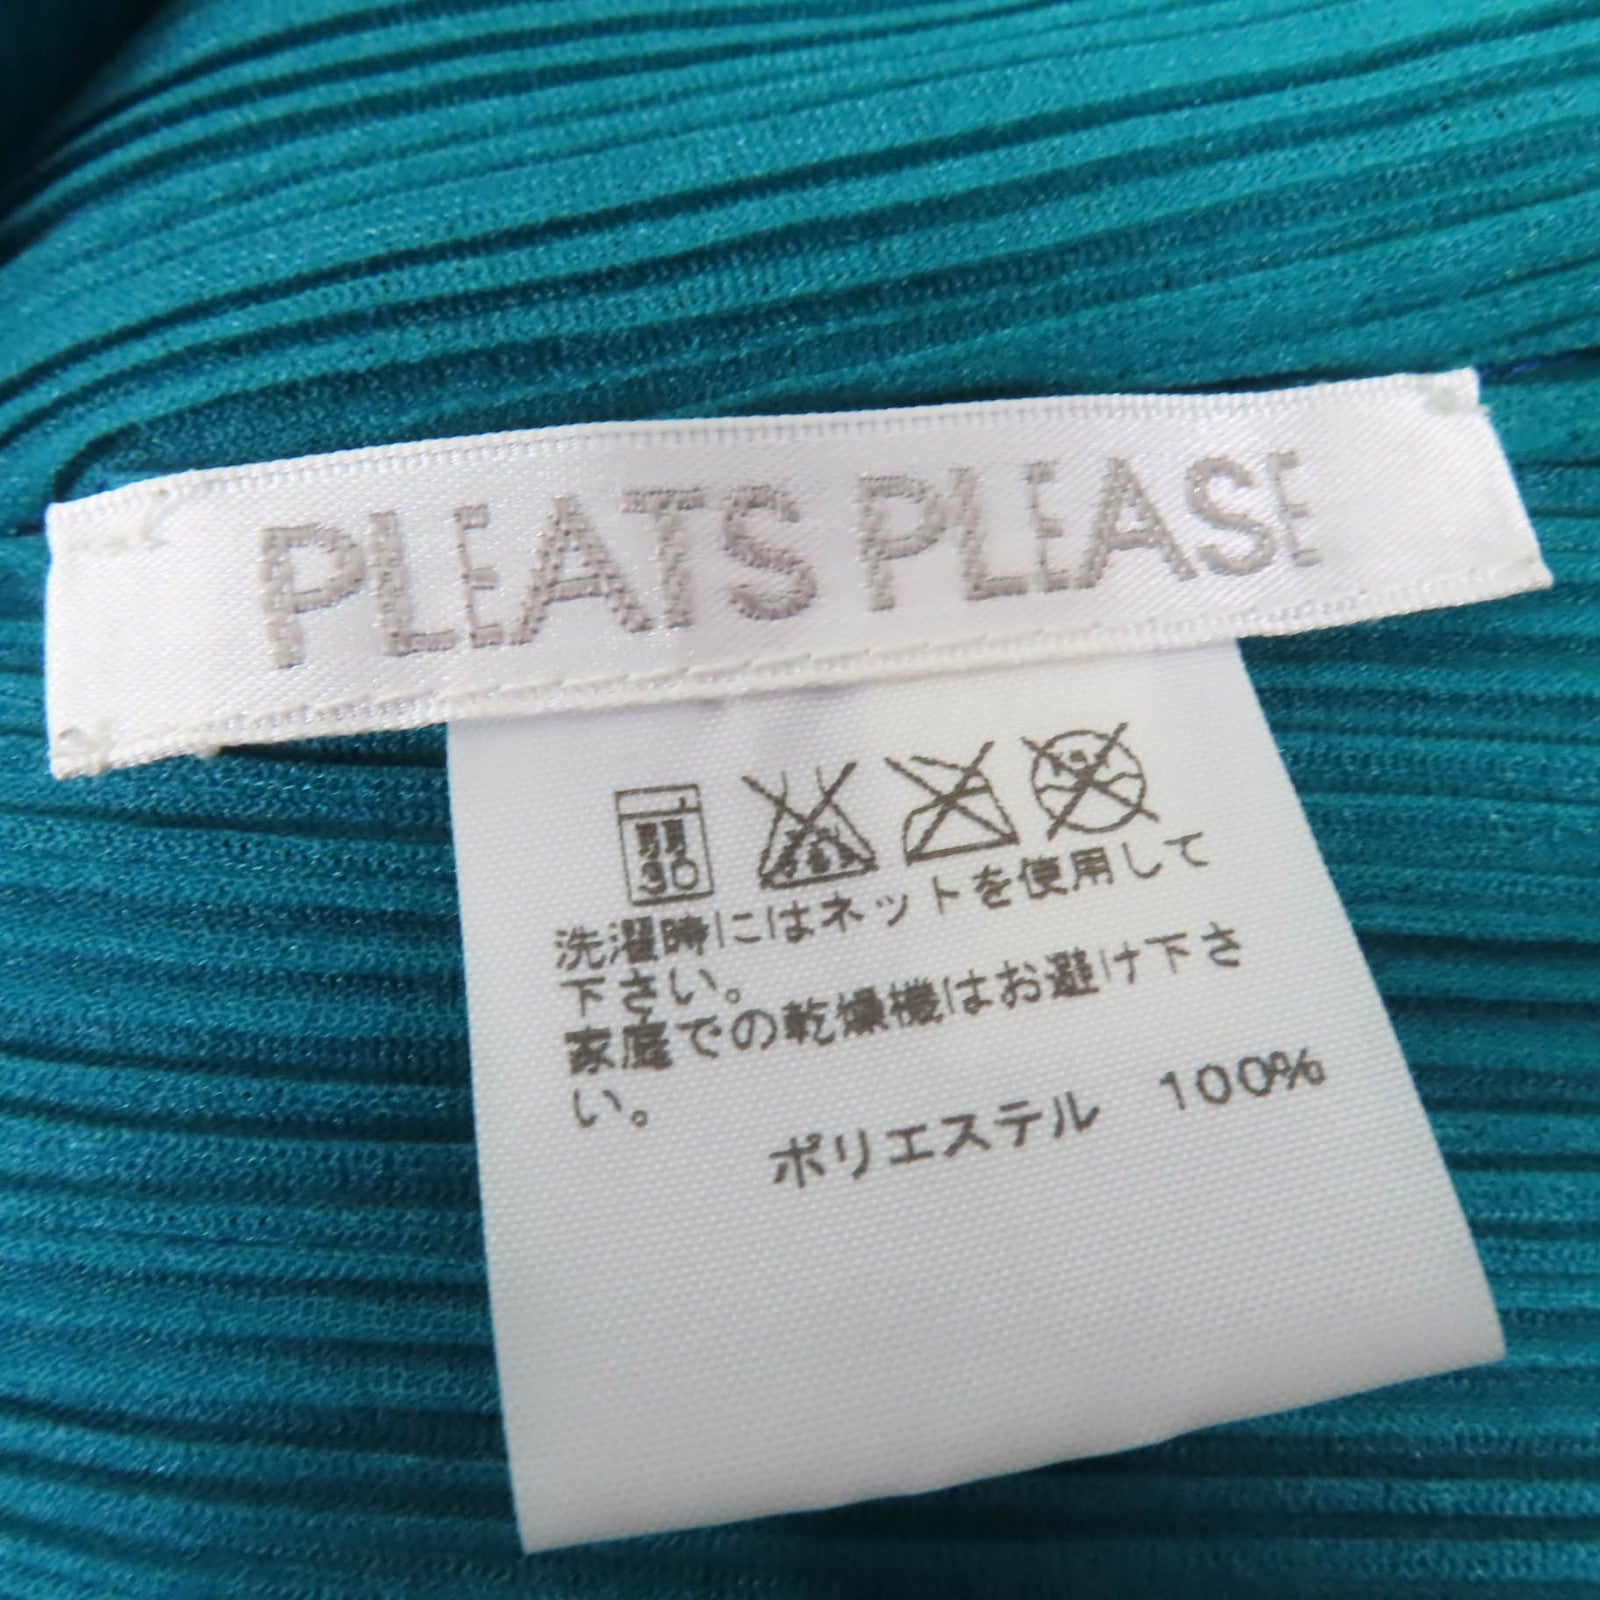 PLEATS PLEASE
弱
30
洗濯時にはネットを使用して
下さい。
家庭での乾燥機はお避け下さ
い。
ポリエステル 100%